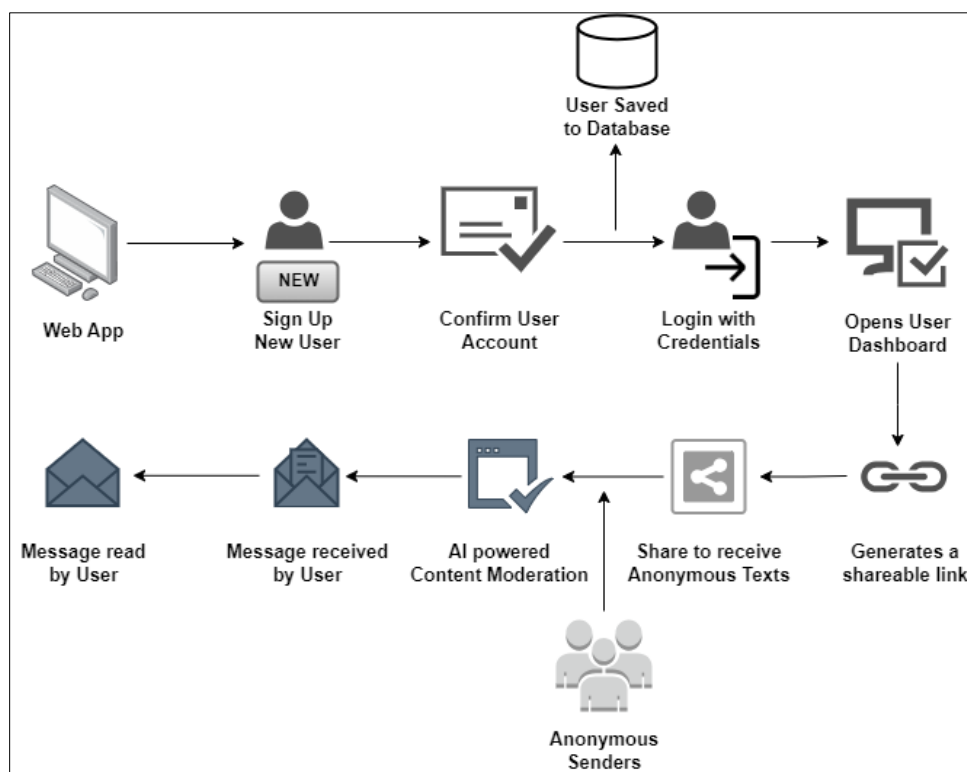 User Saved
to Database
NEW
Web App
Sign Up
New User
Confirm User
Account
Login with
Credentials
Opens User
Dashboard
Message read
by User
Message received
by User
AI powered
Content Moderation
Share to receive
Anonymous Texts
Generates a
shareable link
Anonymous
Senders